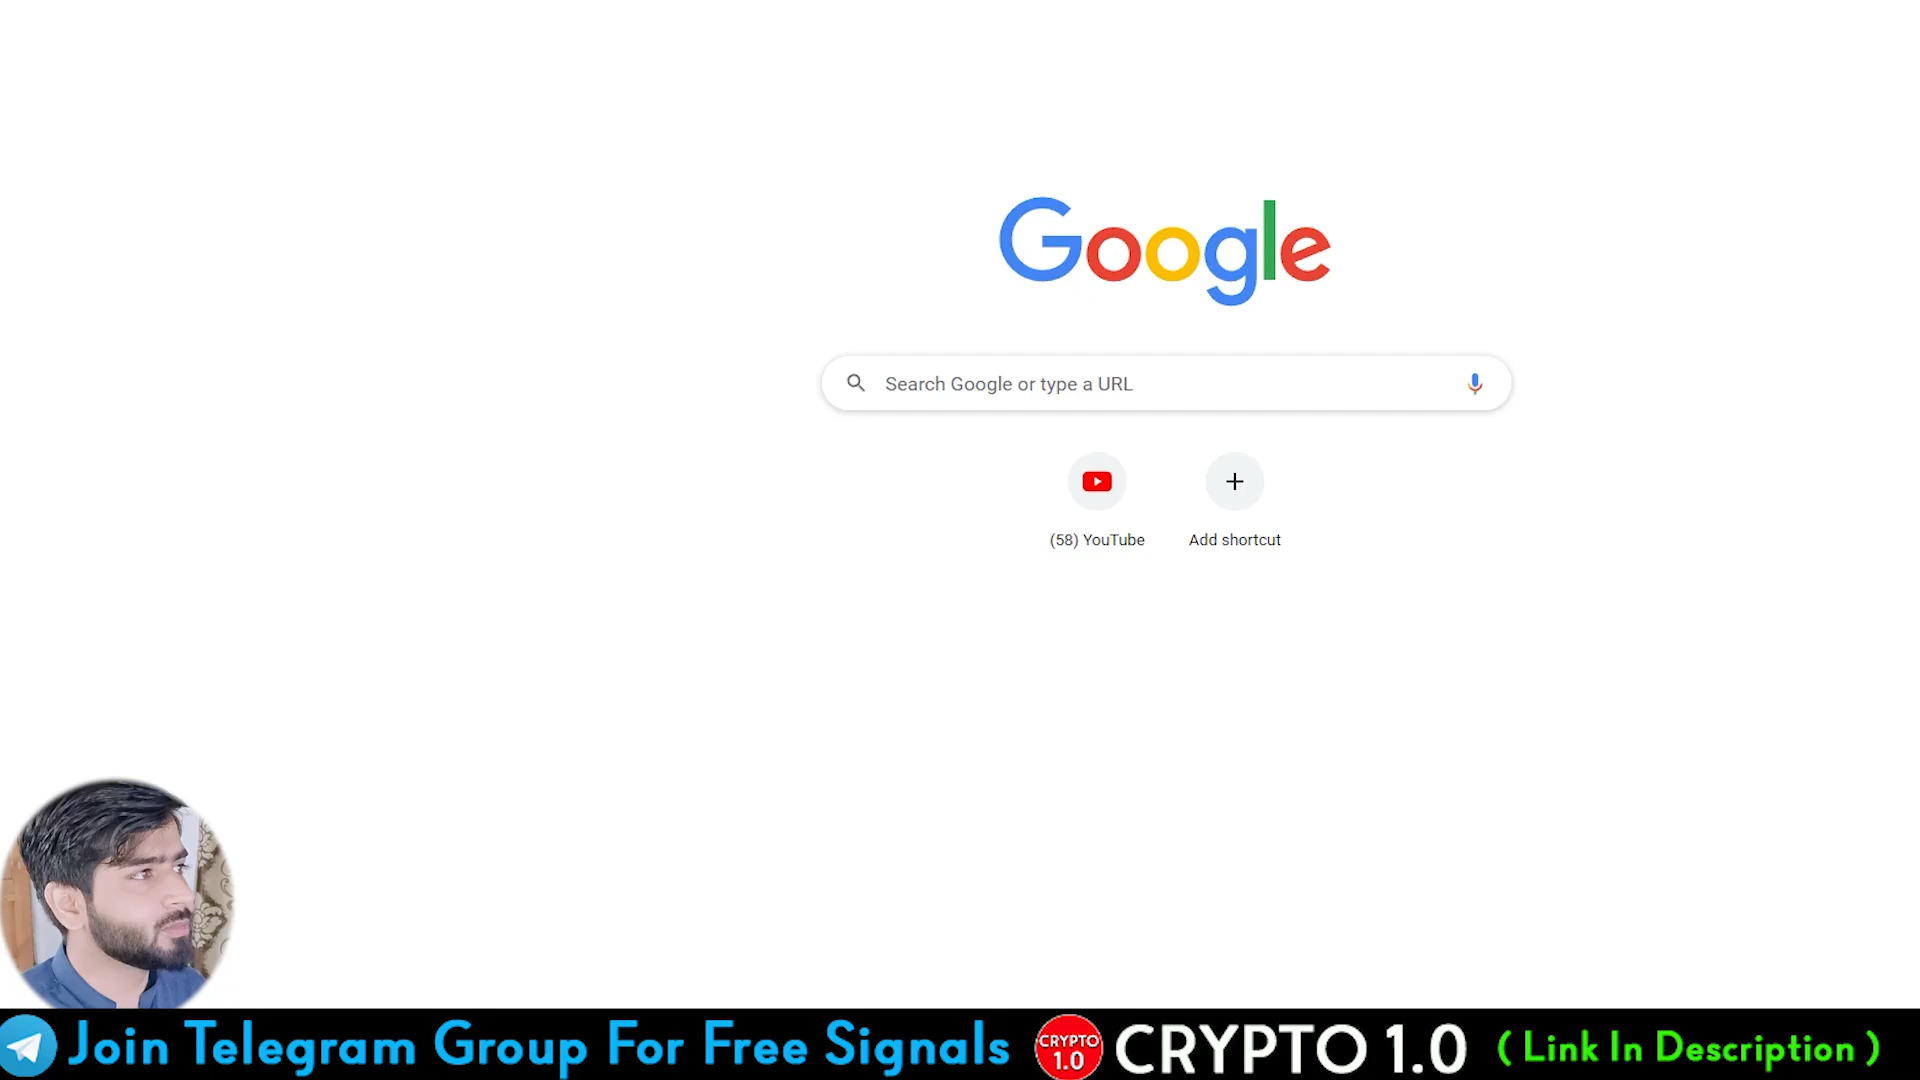 Google
Search Google or type a URL
(58) YouTube
Add shortcut
Join Telegram Group For Free Signals CRYPTO 1.0 CRYPTO 1.0 ( Link In Description )